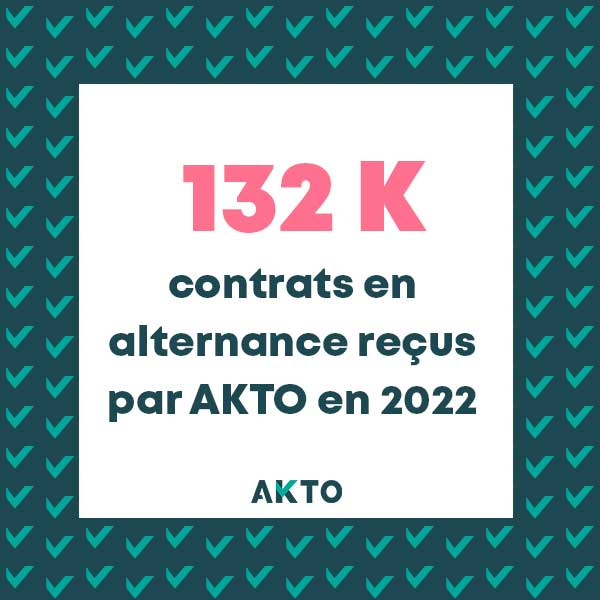 132 K
contrats en
alternance reçus
par AKTO en 2022
AKTO